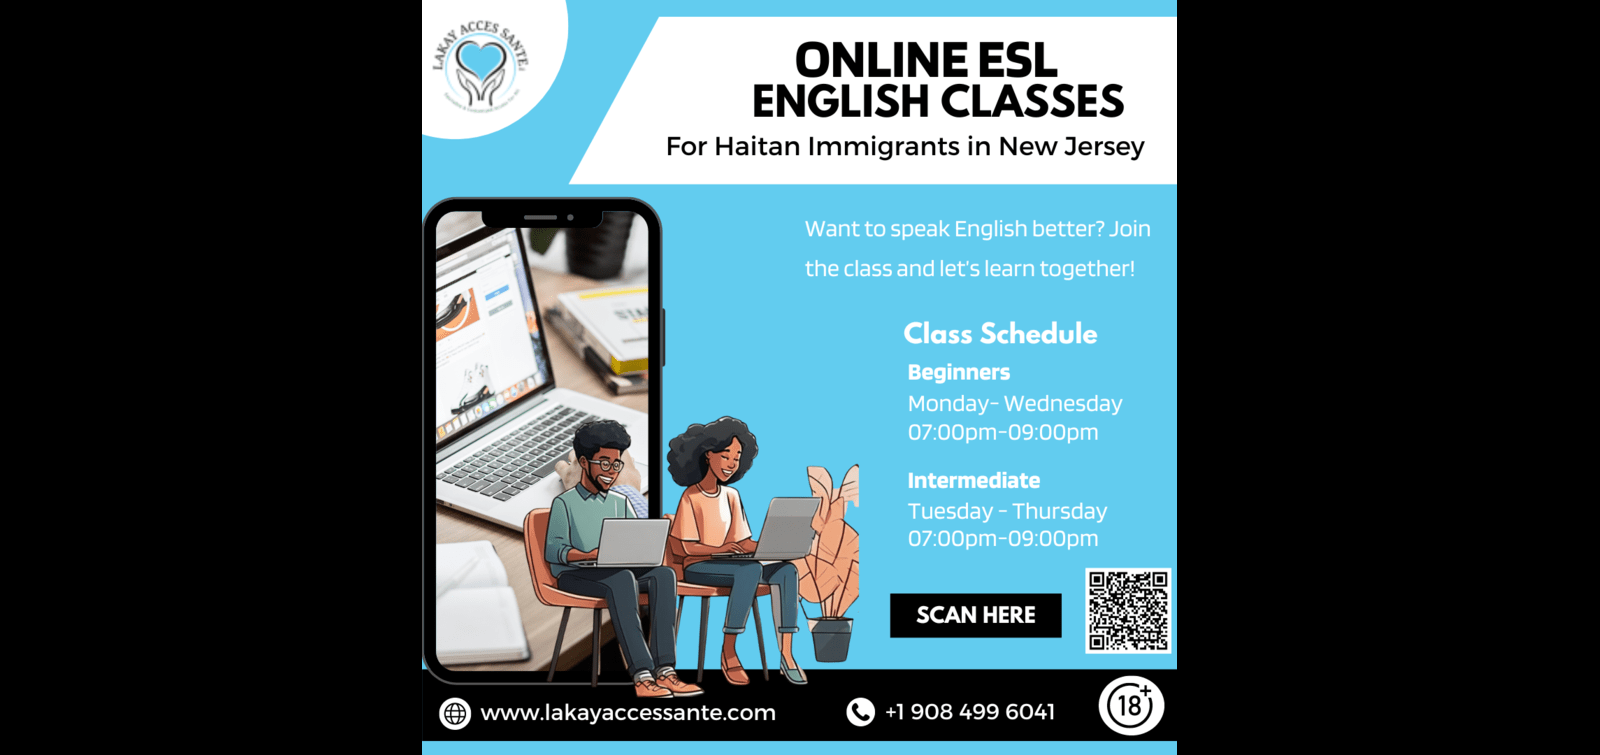 LAKAY ACCES SANTE
ONLINE ESL
ENGLISH CLASSES
For Haitan Immigrants in New Jersey
Want to speak English better? Join
the class and let's learn together!
Class Schedule
Beginners
Monday- Wednesday
07:00pm-09:00pm
Intermediate
Tuesday - Thursday
07:00pm-09:00pm
SCAN HERE
www.lakayaccessante.com
+1 908 499 6041
18+